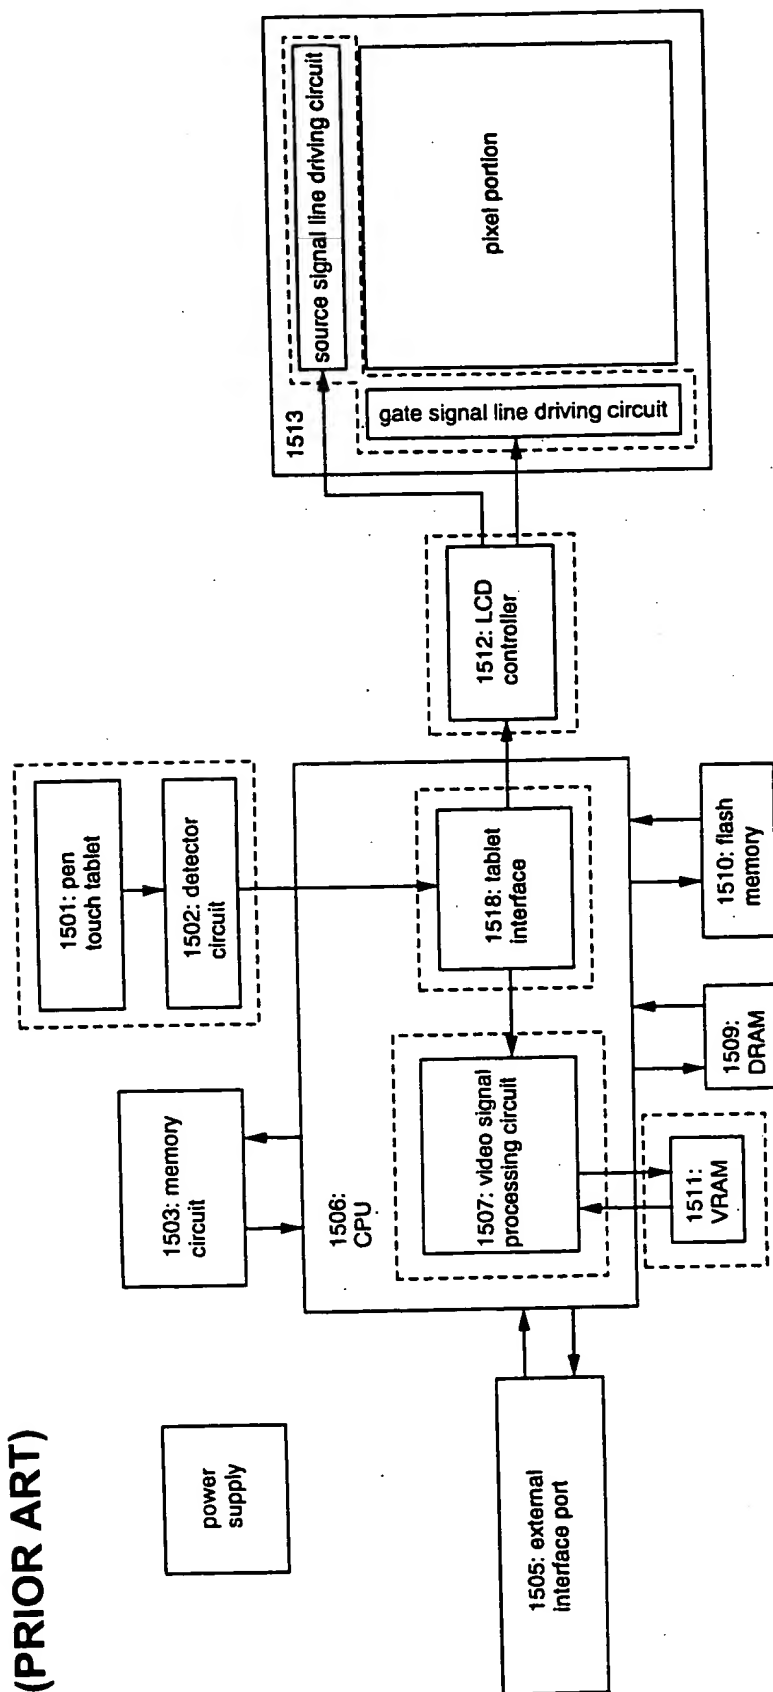 (PRIOR ART)
power
supply
1503: memory
circuit
1501: pen
touch tablet
1502: detector
circuit
1505: external
interface port
1506:
CPU
1507: video signal
processing circuit
1518: tablet
interface
1511:
VRAM
1509:
DRAM
1510: flash
memory
1512: LCD
controller
1513
source signal line driving circuit
gate signal line driving circuit
pixel portion